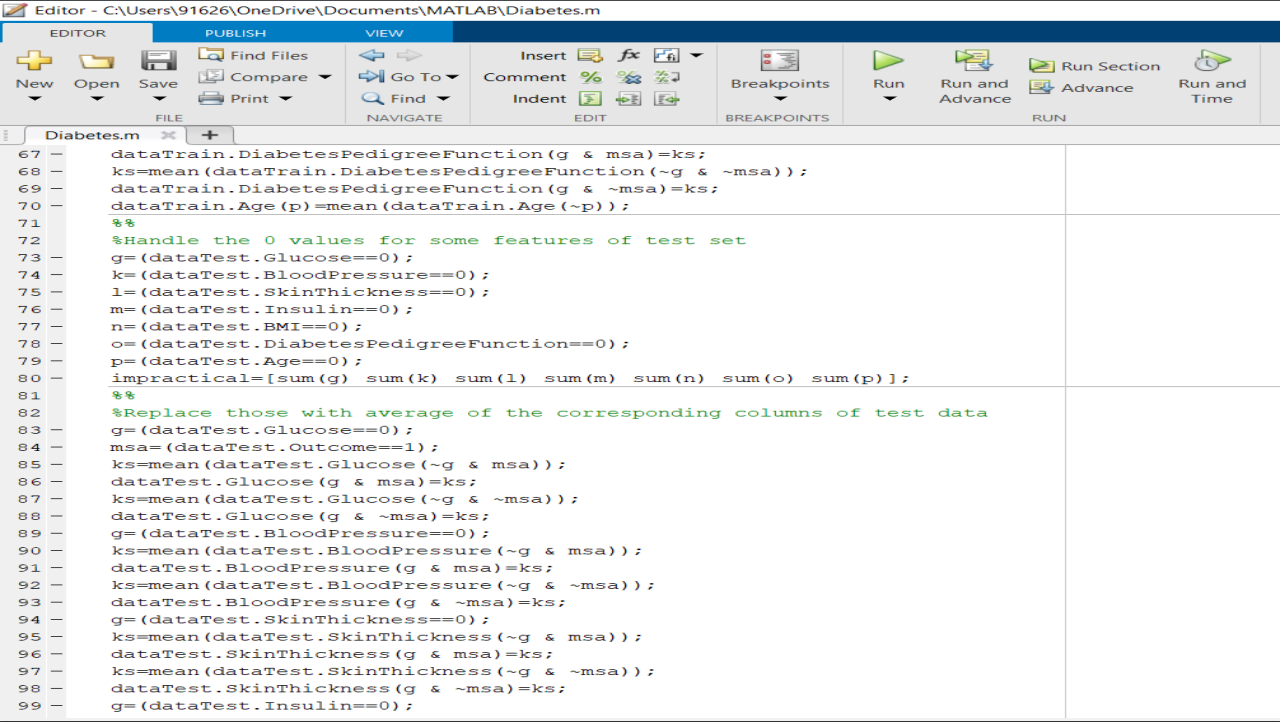 Editor - C:\Users\91626\OneDrive\Documents\MATLAB\Diabetes.m
EDITOR PUBLISH VIEW
New Open Save Find Files Compare Print
FILE
Go To Find
NAVIGATE
Insert fx
Comment
Indent
EDIT
Breakpoints
BREAKPOINTS
Run Run and Advance Run Section Advance Run and Time
RUN
Diabetes.m
67 — dataTrain.DiabetesPedigreeFunction(g & msa)=ks;
68 — ks=mean(dataTrain.DiabetesPedigreeFunction(~g & ~msa));
69 — dataTrain.DiabetesPedigreeFunction(g & ~msa)=ks;
70 — dataTrain.Age(p)=mean(dataTrain.Age(~p));
71 %%
72 %Handle the 0 values for some features of test set
73 — g=(dataTest.Glucose==0);
74 — k=(dataTest.BloodPressure==0);
75 — l=(dataTest.SkinThickness==0);
76 — m=(dataTest.Insulin==0);
77 — n=(dataTest.BMI==0);
78 — o=(dataTest.DiabetesPedigreeFunction==0);
79 — p=(dataTest.Age==0);
80 — impractical=[sum(g) sum(k) sum(l) sum(m) sum(n) sum(o) sum(p)];
81 %%
82 %Replace those with average of the corresponding columns of test data
83 — g=(dataTest.Glucose==0);
84 — msa=(dataTest.Outcome==1);
85 — ks=mean(dataTest.Glucose(~g & msa));
86 — dataTest.Glucose(g & msa)=ks;
87 — ks=mean(dataTest.Glucose(~g & ~msa));
88 — dataTest.Glucose(g & ~msa)=ks;
89 — g=(dataTest.BloodPressure==0);
90 — ks=mean(dataTest.BloodPressure(~g & msa));
91 — dataTest.BloodPressure(g & msa)=ks;
92 — ks=mean(dataTest.BloodPressure(~g & ~msa));
93 — dataTest.BloodPressure(g & ~msa)=ks;
94 — g=(dataTest.SkinThickness==0);
95 — ks=mean(dataTest.SkinThickness(~g & msa));
96 — dataTest.SkinThickness(g & msa)=ks;
97 — ks=mean(dataTest.SkinThickness(~g & ~msa));
98 — dataTest.SkinThickness(g & ~msa)=ks;
99 — g=(dataTest.Insulin==0);